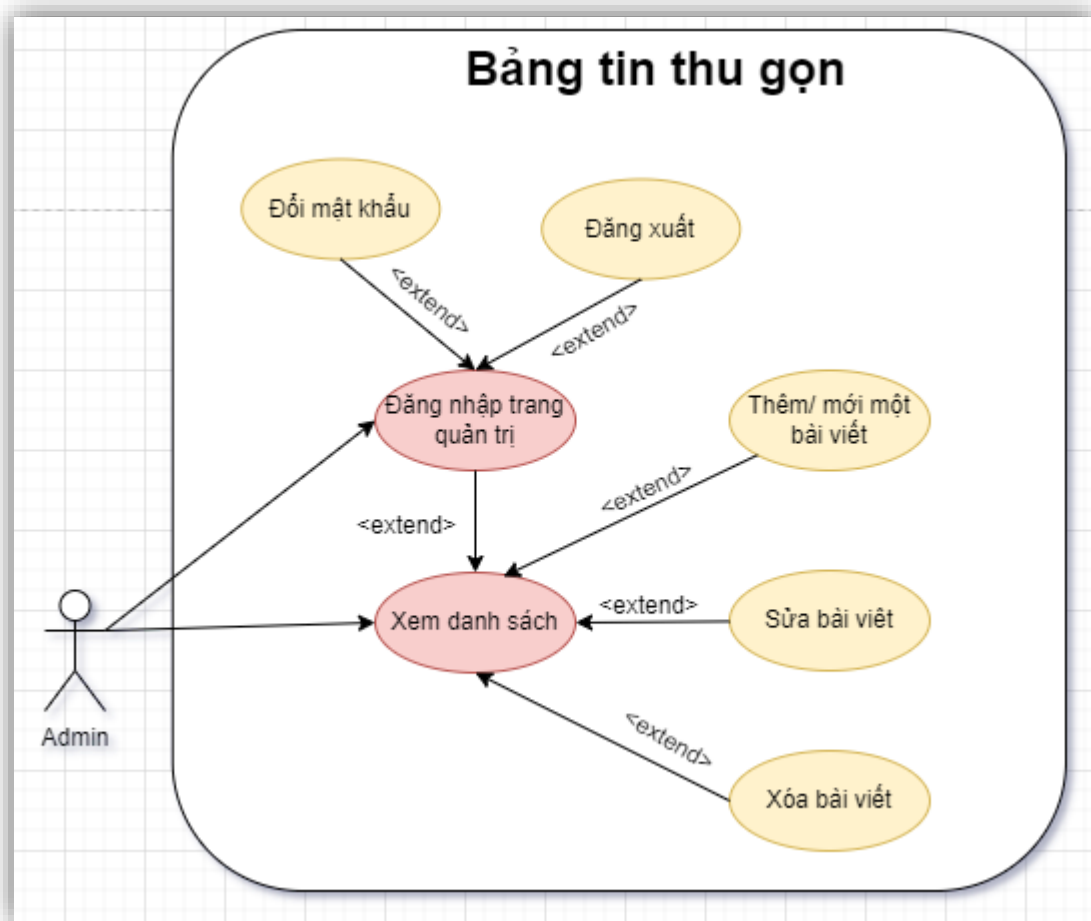 Bảng tin thu gọn
Đổi mật khẩu
Đăng xuất
<extend>
<extend>
Đăng nhập trang
quản trị
Thêm/ mới một
bài viết
<extend>
<extend>
Xem danh sách
<extend>
Sửa bài viêt
Admin
<extend>
Xóa bài viết